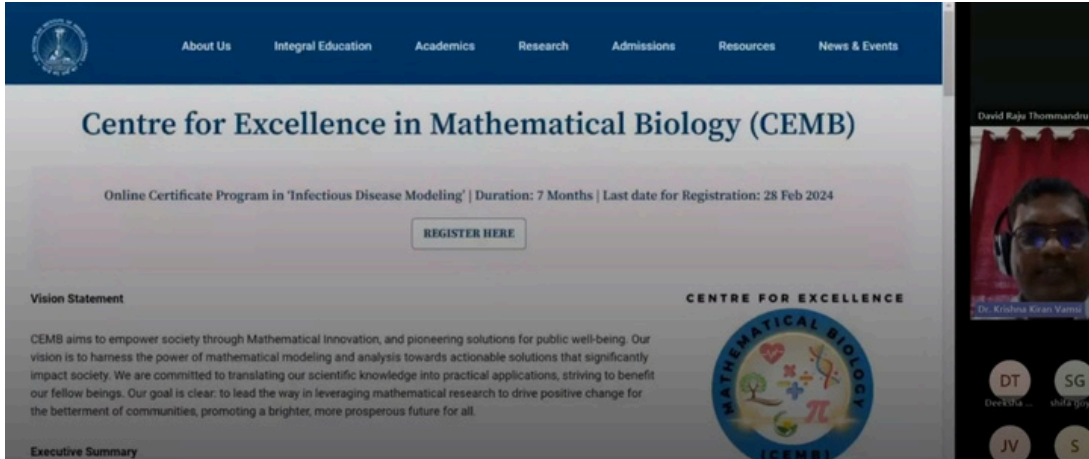 About Us Integral Education Academics Research Admissions Resources News & Events
Centre for Excellence in Mathematical Biology (CEMB)
Online Certificate Program in 'Infectious Disease Modeling' | Duration: 7 Months | Last date for Registration: 28 Feb 2024
REGISTER HERE
Vision Statement
CEMB aims to empower society through Mathematical Innovation, and pioneering solutions for public well-being. Our
vision is to harness the power of mathematical modeling and analysis towards actionable solutions that significantly
impact society. We are committed to translating our scientific knowledge into practical applications, striving to benefit
our fellow beings. Our goal is clear: to lead the way in leveraging mathematical research to drive positive change for
the betterment of communities, promoting a brighter, more prosperous future for all.
Executive Summary
CENTRE FOR EXCELLENCE
MATHEMATICAL BIOLOGY
(CEMB)
David Raju Thommandru
Dr. Krishna Kiran Vamsi
DT SG
Deeksha ... shifa goy
JV S